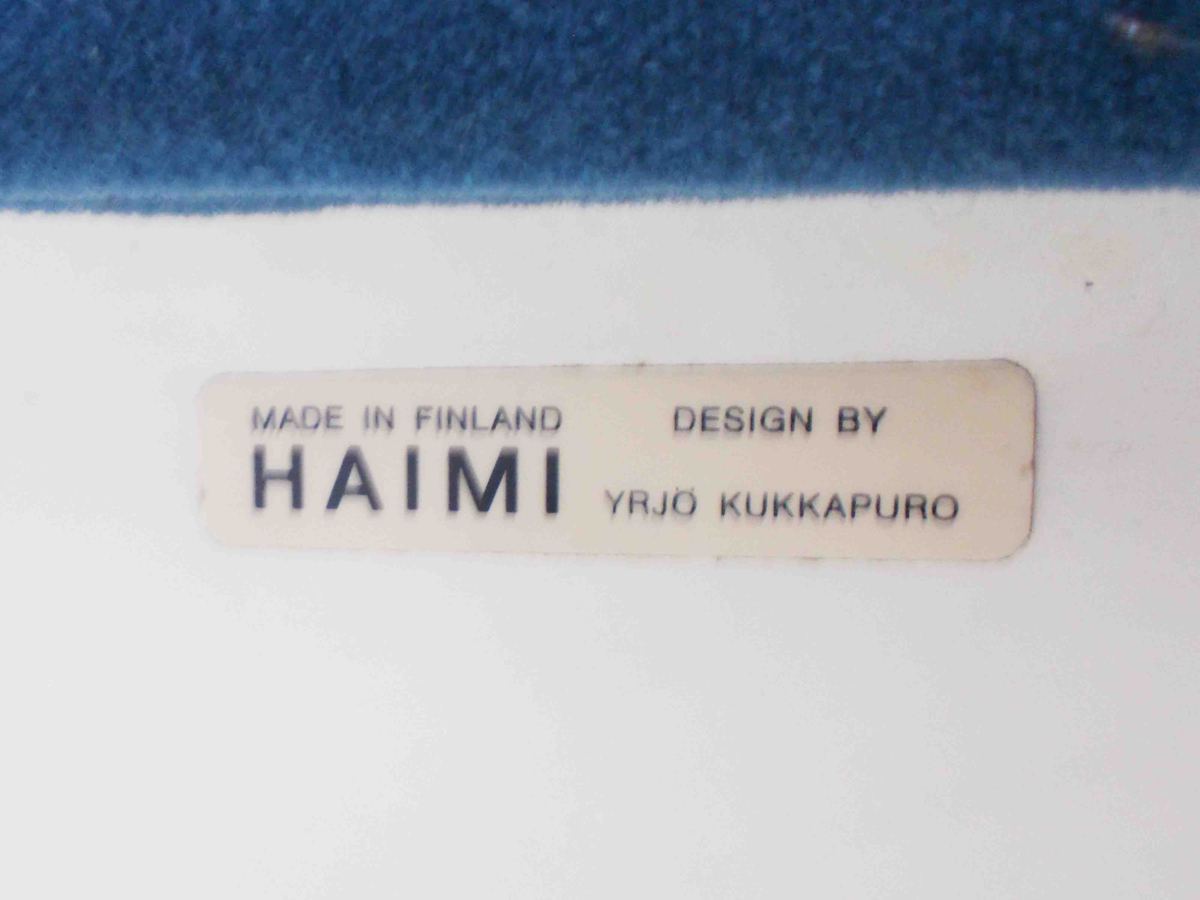 MADE IN FINLAND
HAIMI
DESIGN BY
YRJÖ KUKKAPURO